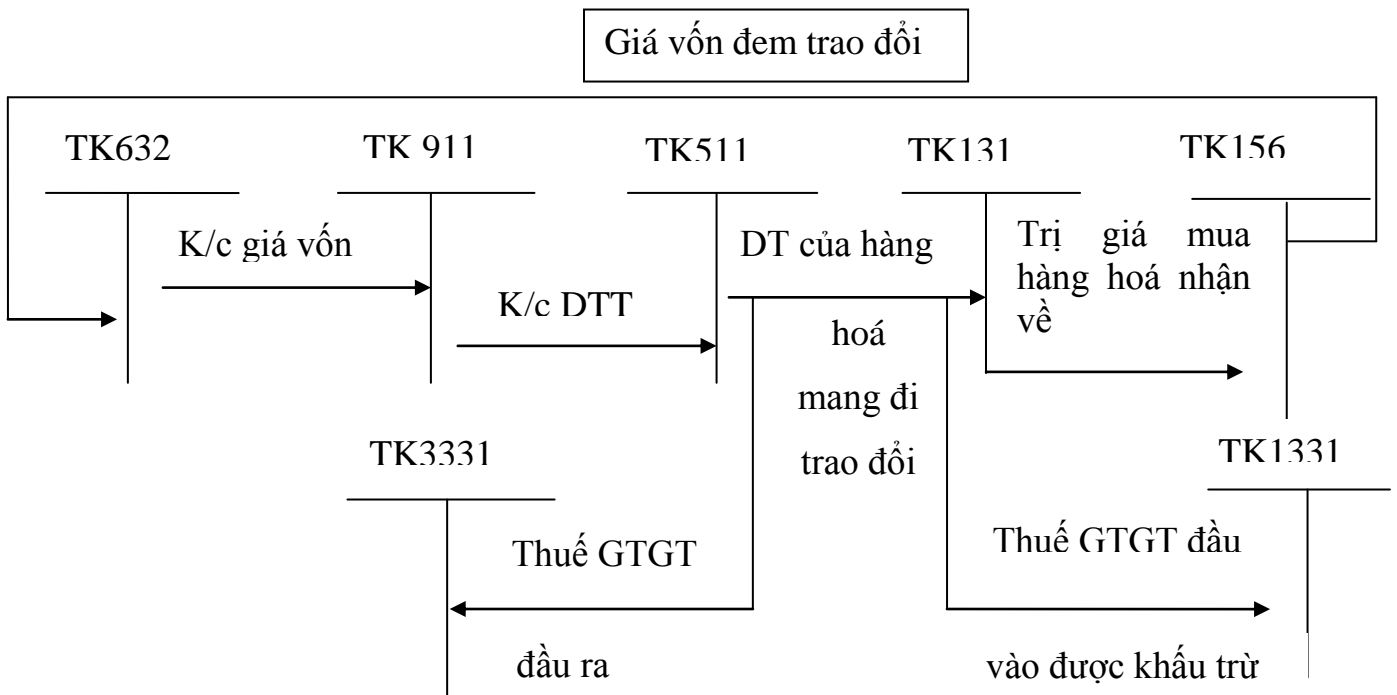 Giá vốn đem trao đổi
TK632
TK 911
TK511
TK131
TK156
K/c giá vốn
K/c DTT
DT của hàng
hoá
mang đi
trao đổi
Trị giá mua
hàng hoá nhận
về
TK3331
TK1331
Thuế GTGT
đầu ra
Thuế GTGT đầu
vào được khấu trừ